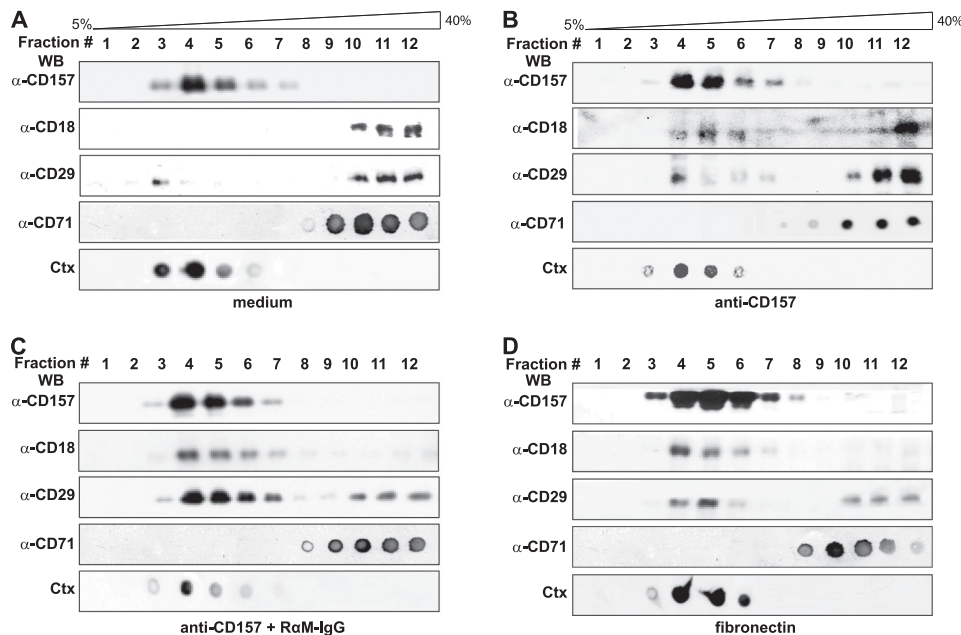 A
5%
40%
Fraction # 1 2 3 4 5 6 7 8 9 10 11 12
WB
α-CD157
α-CD18
α-CD29
α-CD71
Ctx
medium
B
5%
40%
Fraction # 1 2 3 4 5 6 7 8 9 10 11 12
WB
α-CD157
α-CD18
α-CD29
α-CD71
Ctx
anti-CD157
C
Fraction # 1 2 3 4 5 6 7 8 9 10 11 12
WB
α-CD157
α-CD18
α-CD29
α-CD71
Ctx
anti-CD157 + RαM-IgG
D
Fraction # 1 2 3 4 5 6 7 8 9 10 11 12
WB
α-CD157
α-CD18
α-CD29
α-CD71
Ctx
fibronectin